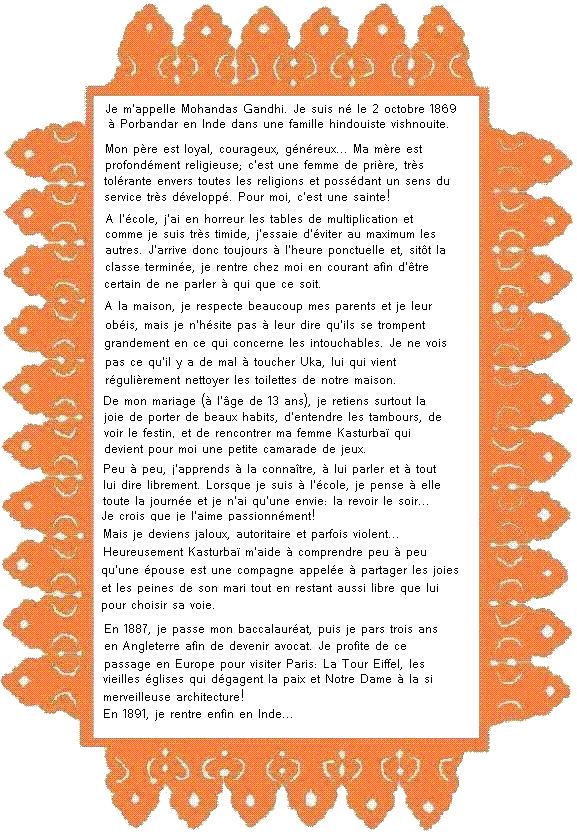 Je m'appelle Mohandas Gandhi. Je suis né le 2 octobre 1869
à Porbandar en Inde dans une famille hindouiste vishnouite.
Mon père est loyal, courageux, généreux... Ma mère est
profondément religieuse; c'est une femme de prière, très
tolérante envers toutes les religions et possédant un sens du
service très développé. Pour moi, c'est une sainte!
A l'école, j'ai en horreur les tables de multiplication et
comme je suis très timide, j'essaie d'éviter au maximum les
autres. J'arrive donc toujours à l'heure ponctuelle et, sitôt la
classe terminée, je rentre chez moi en courant afin d'être
certain de ne parler à qui que ce soit.
A la maison, je respecte beaucoup mes parents et je leur
obéis, mais je n'hésite pas à leur dire qu'ils se trompent
grandement en ce qui concerne les intouchables. Je ne vois
pas ce qu'il y a de mal à toucher Uka, lui qui vient
régulièrement nettoyer les toilettes de notre maison.
De mon mariage (à l'âge de 13 ans), je retiens surtout la
joie de porter de beaux habits, d'entendre les tambours, de
voir le festin, et de rencontrer ma femme Kasturbaï qui
devient pour moi une petite camarade de jeux.
Peu à peu, j'apprends à la connaître, à lui parler et à tout
lui dire librement. Lorsque je suis à l'école, je pense à elle
toute la journée et je n'ai qu'une envie: la revoir le soir...
Je crois que je l'aime passionnément!
Mais je deviens jaloux, autoritaire et parfois violent...
Heureusement Kasturbaï m'aide à comprendre peu à peu
qu'une épouse est une compagne appelée à partager les joies
et les peines de son mari tout en restant aussi libre que lui
pour choisir sa voie.
En 1887, je passe mon baccalauréat, puis je pars trois ans
en Angleterre afin de devenir avocat. Je profite de ce
passage en Europe pour visiter Paris: La Tour Eiffel, les
vieilles églises qui dégagent la paix et Notre Dame à la si
merveilleuse architecture!
En 1891, je rentre enfin en Inde...